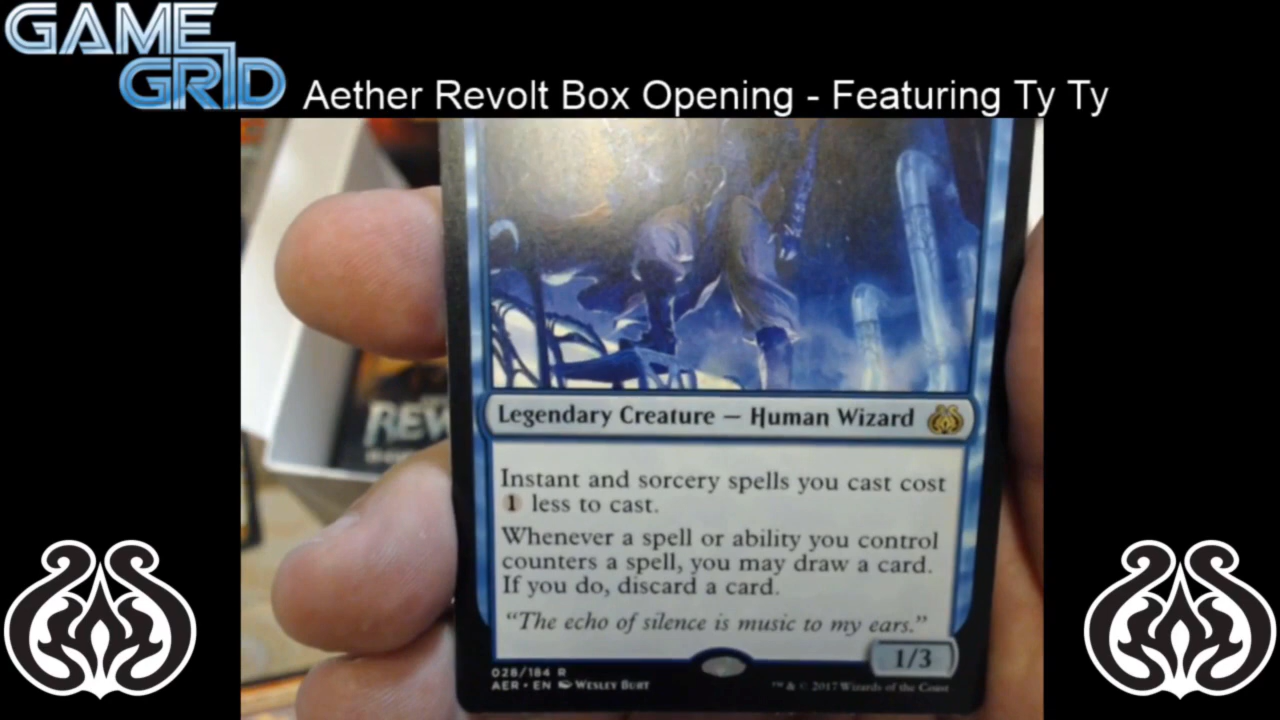 GAME
GRID
Aether Revolt Box Opening - Featuring Ty Ty
REV
Legendary Creature — Human Wizard
Instant and sorcery spells you cast cost
1 less to cast.
Whenever a spell or ability you control
counters a spell, you may draw a card.
If you do, discard a card.
“The echo of silence is music to my ears.”
1/3
028/184 R
AER • EN Wesley Burt
™ & © 2017 Wizards of the Coast